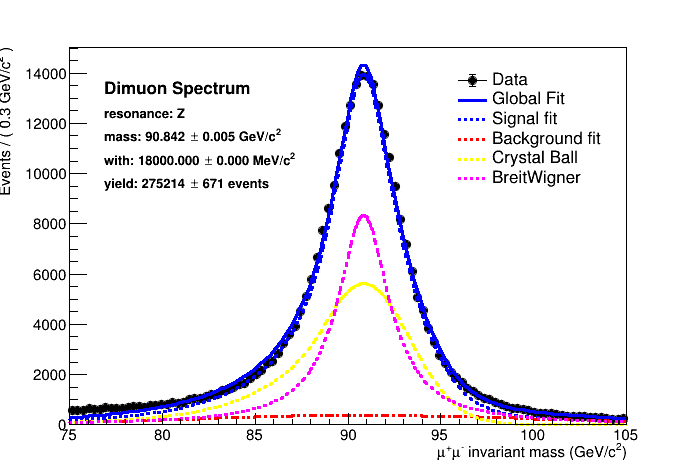 Dimuon Spectrum
resonance: Z
mass: 90.842 ± 0.005 GeV/c²
with: 18000.000 ± 0.000 MeV/c²
yield: 275214 ± 671 events
Data
Global Fit
Signal fit
Background fit
Crystal Ball
BreitWigner
Events / ( 0.3 GeV/c² )
14000
12000
10000
8000
6000
4000
2000
0
75 80 85 90 95 100 105
μ⁺μ⁻ invariant mass (GeV/c²)